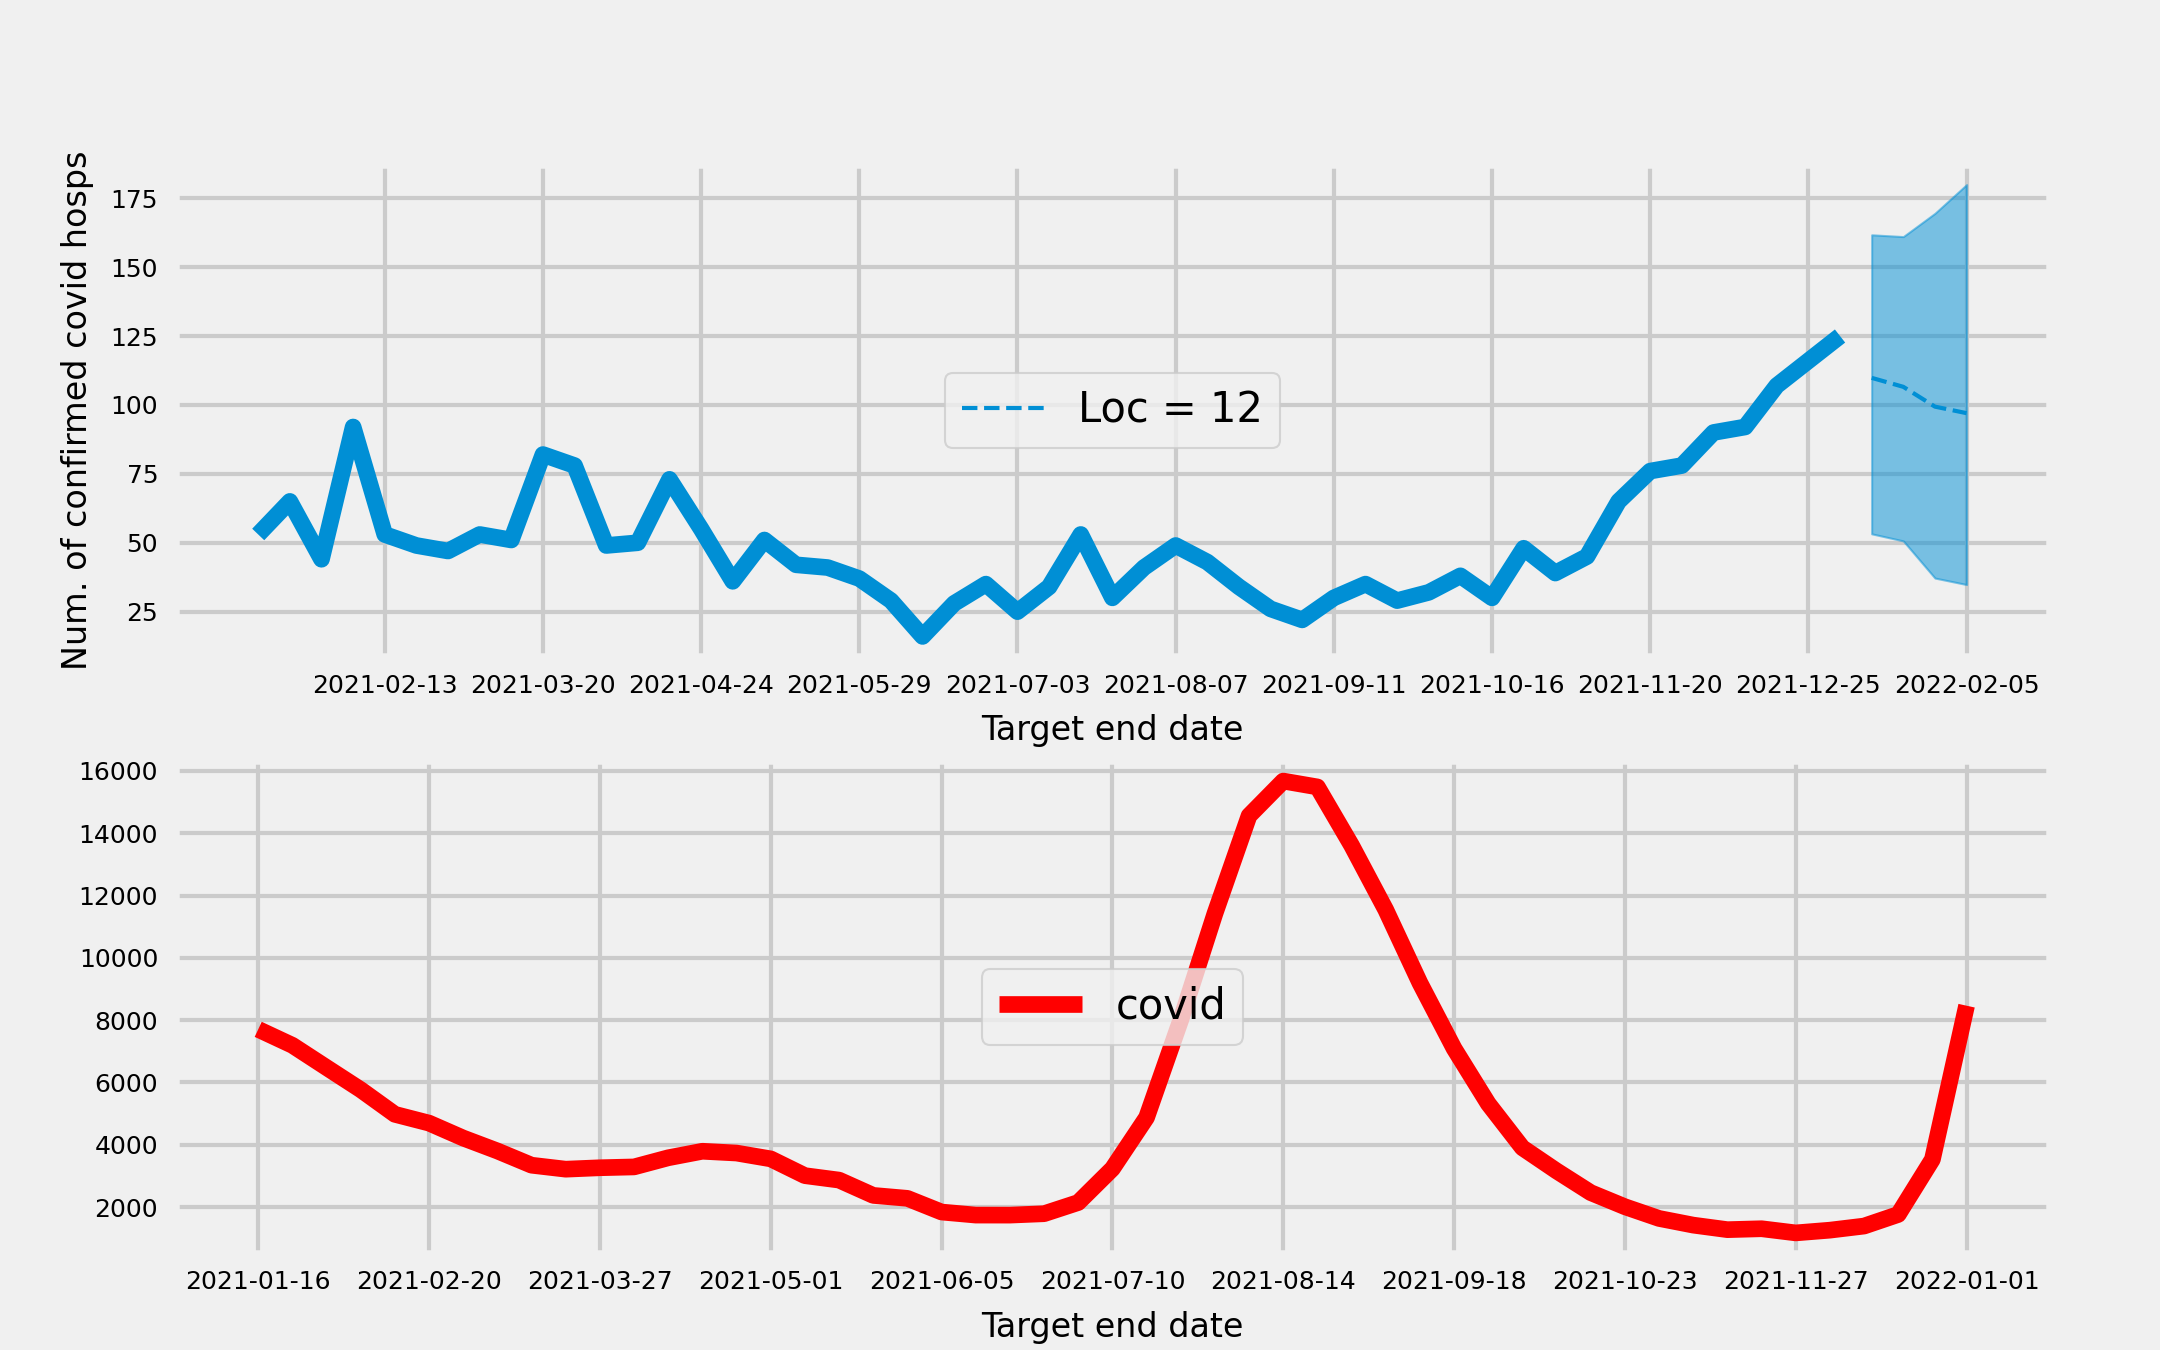 Num. of confirmed covid hosps
175
150
125
100
75
50
25
Loc = 12
2021-02-13 2021-03-20 2021-04-24 2021-05-29 2021-07-03 2021-08-07 2021-09-11 2021-10-16 2021-11-20 2021-12-25 2022-02-05
Target end date
16000
14000
12000
10000
8000
6000
4000
2000
covid
2021-01-16 2021-02-20 2021-03-27 2021-05-01 2021-06-05 2021-07-10 2021-08-14 2021-09-18 2021-10-23 2021-11-27 2022-01-01
Target end date